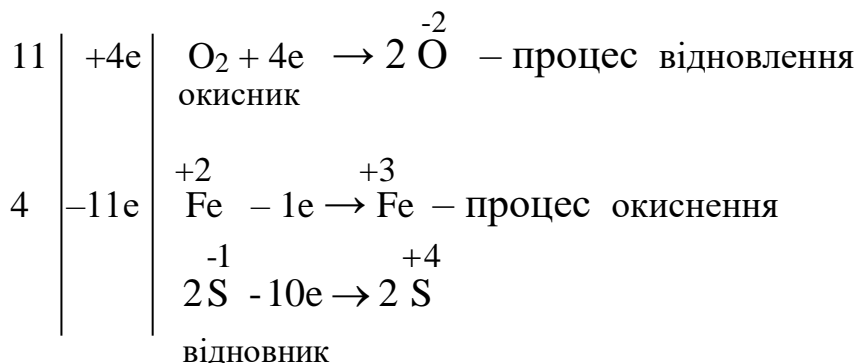 -2
11 | +4e | O₂ + 4e → 2 O – процес відновлення
окисник
+2 +3
4 | –11e | Fe – 1e → Fe – процес окиснення
-1 +4
2 S - 10e → 2 S
відновник